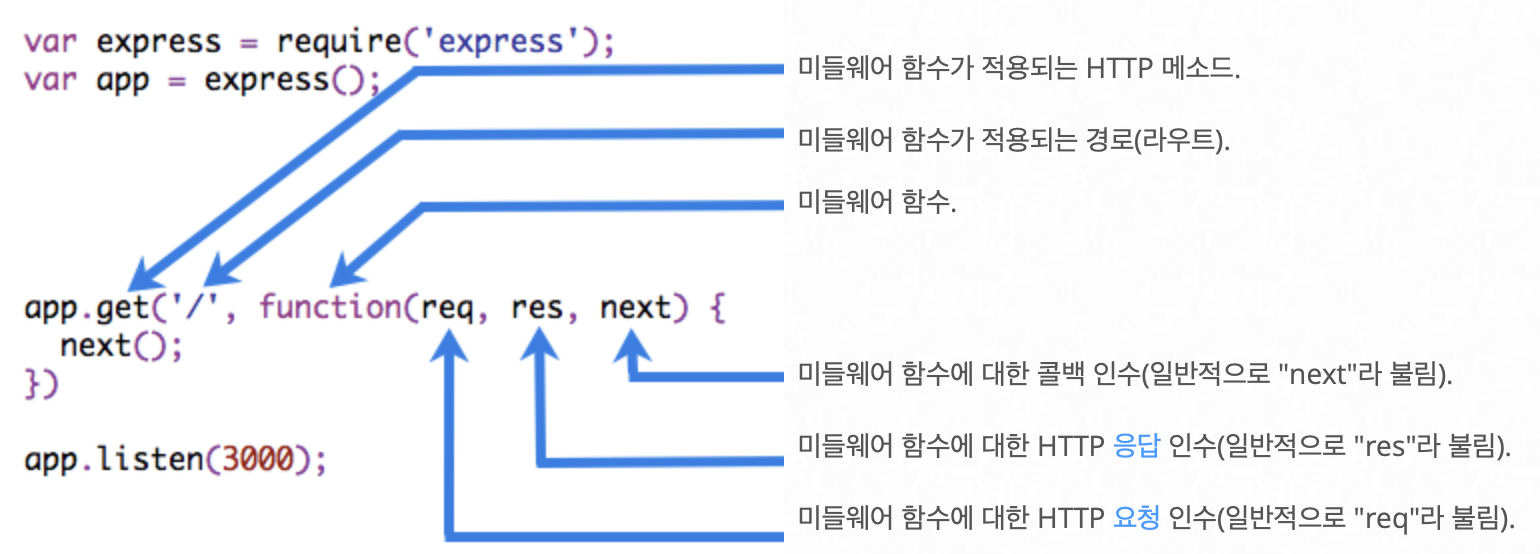 var express = require('express');
var app = express();
미들웨어 함수가 적용되는 HTTP 메소드.
미들웨어 함수가 적용되는 경로(라우트).
미들웨어 함수.
app.get('/', function(req, res, next) {
next();
})
app.listen(3000);
미들웨어 함수에 대한 콜백 인수(일반적으로 "next"라 불림).
미들웨어 함수에 대한 HTTP 응답 인수(일반적으로 "res"라 불림).
미들웨어 함수에 대한 HTTP 요청 인수(일반적으로 "req"라 불림).